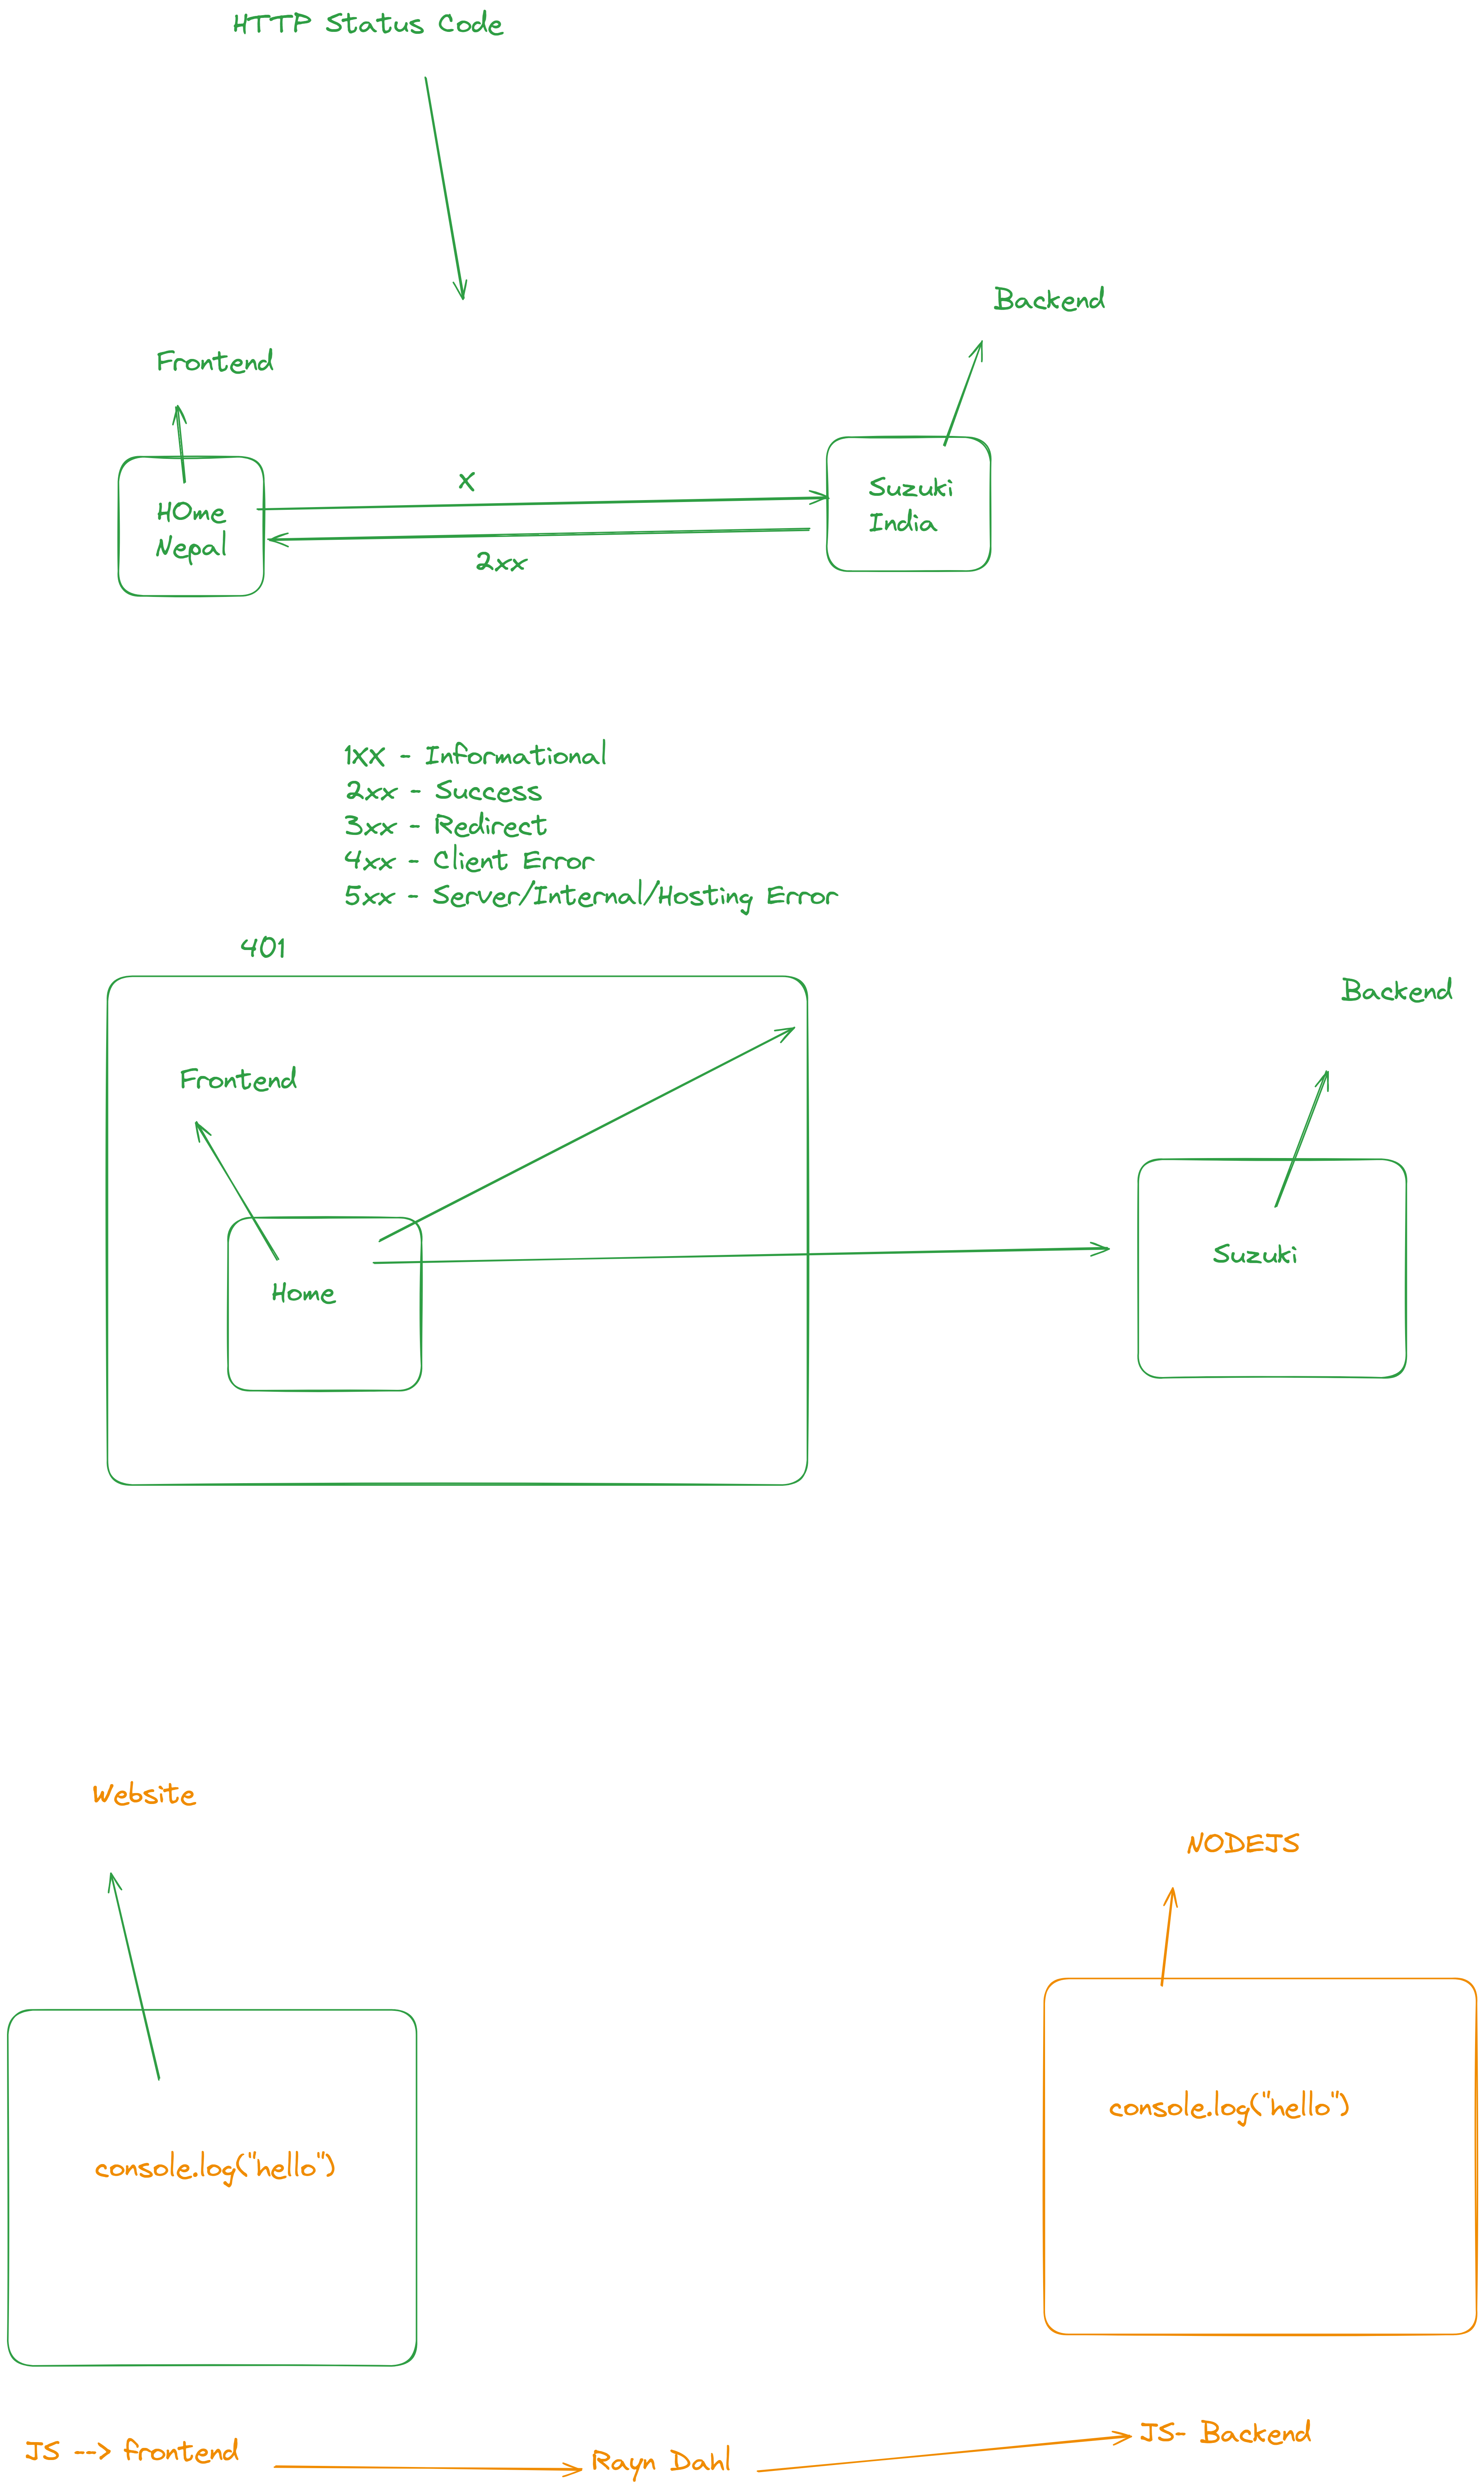 HTTP Status Code
Backend
Frontend
HOme
Nepal
X
Suzuki
India
2xx
1XX - Informational
2xx - Success
3xx - Redirect
4xx - Client Error
5x - Server/Internal/Hosting Error
401
Backend
Frontend
Home
Suzuki
Website
NODEJS
console.log("hello")
console.log("hello")
JS --> frontend
Rayn Dahl
JS- Backend